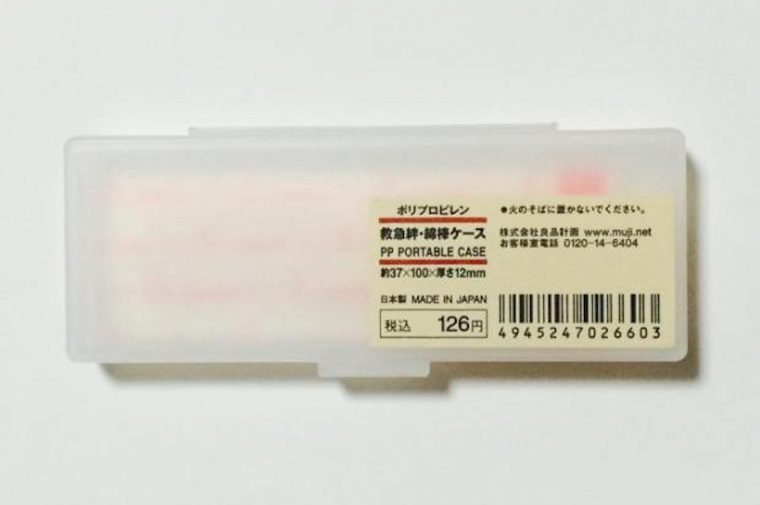 ポリプロピレン
救急絆・綿棒ケース
PP PORTABLE CASE
約37×100×厚さ12mm
日本製 MADE IN JAPAN
税込 126円
●火のそばに置かないでください。
株式会社良品計画 www.muji.net
お客様室電話 0120-14-6404
4945247026603